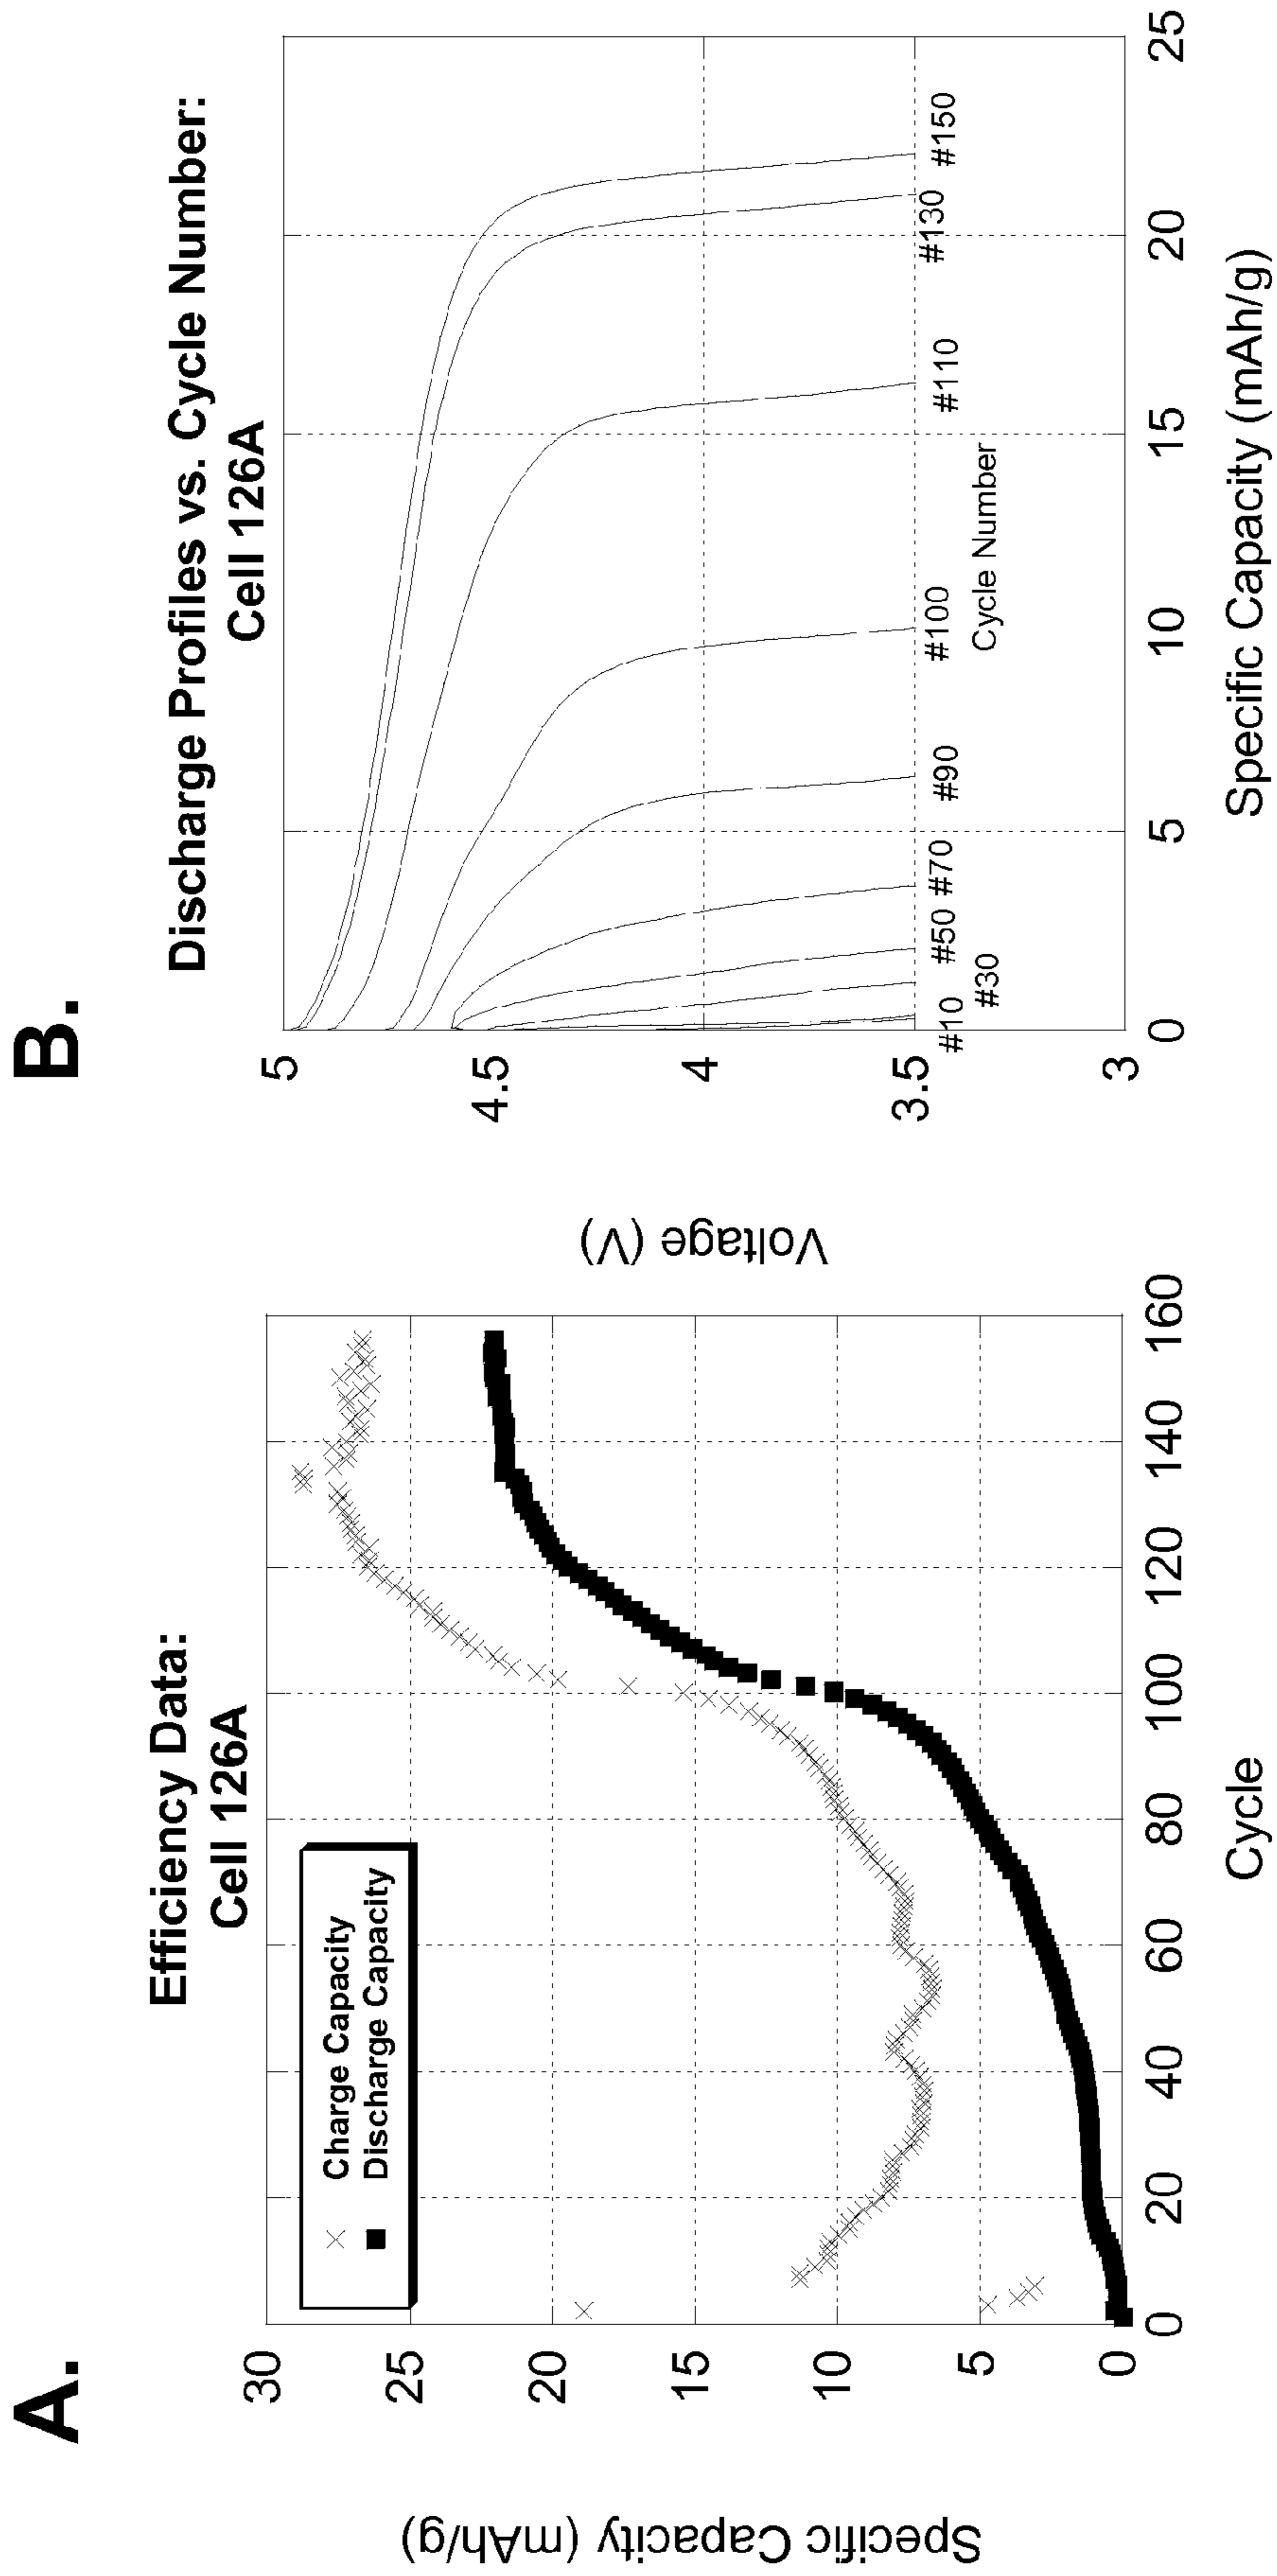 A.
Efficiency Data:
Cell 126A
Charge Capacity
Discharge Capacity
Specific Capacity (mAh/g)
30
25
20
15
10
5
0
0
20
40
60
80
100
120
140
160
Cycle
B.
Discharge Profiles vs. Cycle Number:
Cell 126A
Voltage (V)
5
4.5
4
3.5
3
#10
#30
#50
#70
#90
#100
#110
#130
#150
Cycle Number
0
5
10
15
20
25
Specific Capacity (mAh/g)